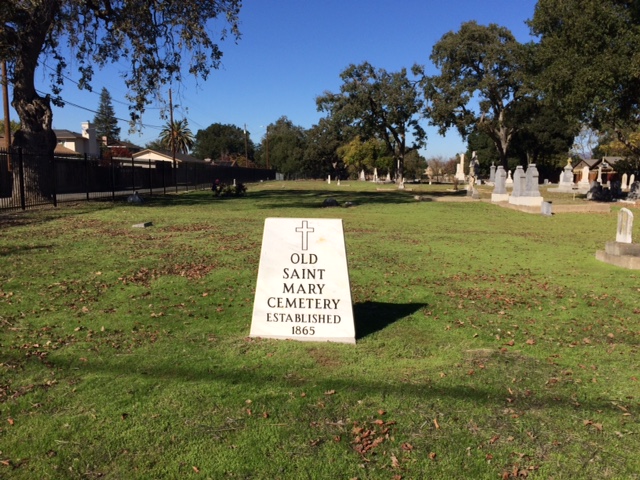 OLD
SAINT
MARY
CEMETERY
ESTABLISHED
1865